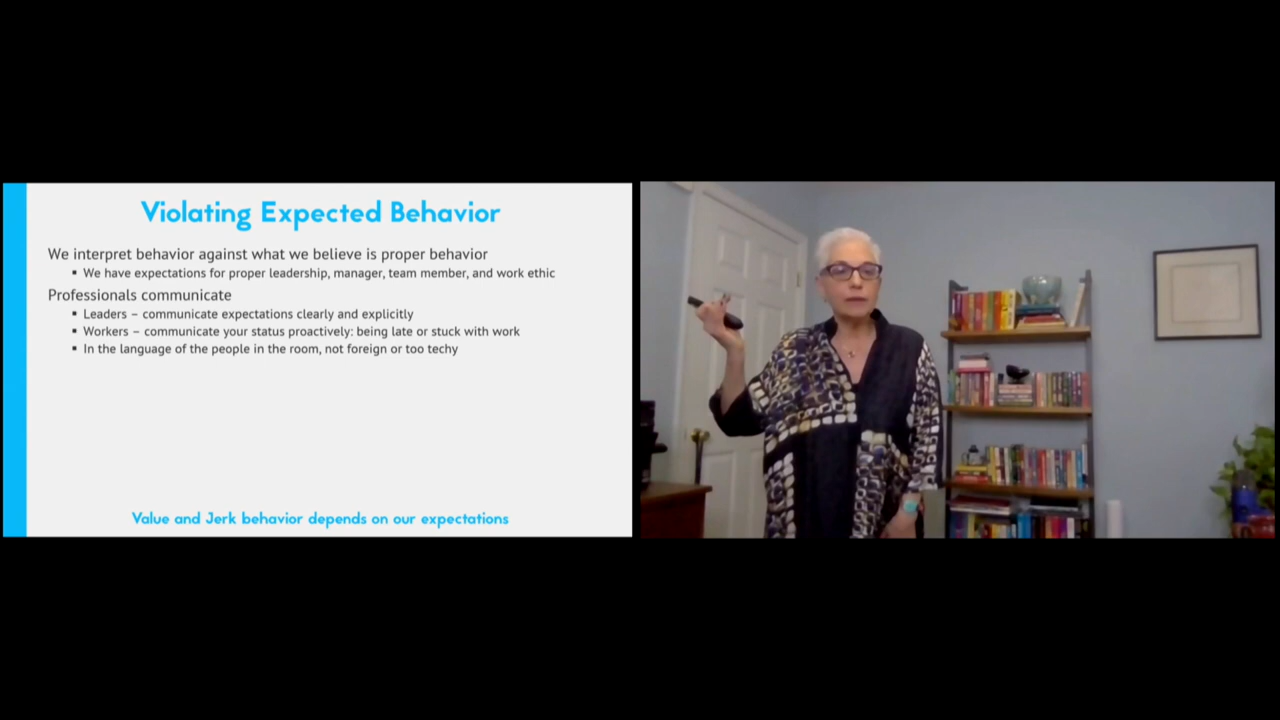 Violating Expected Behavior
We interpret behavior against what we believe is proper behavior
▪ We have expectations for proper leadership, manager, team member, and work ethic
Professionals communicate
▪ Leaders – communicate expectations clearly and explicitly
▪ Workers – communicate your status proactively: being late or stuck with work
▪ In the language of the people in the room, not foreign or too techy
Value and Jerk behavior depends on our expectations